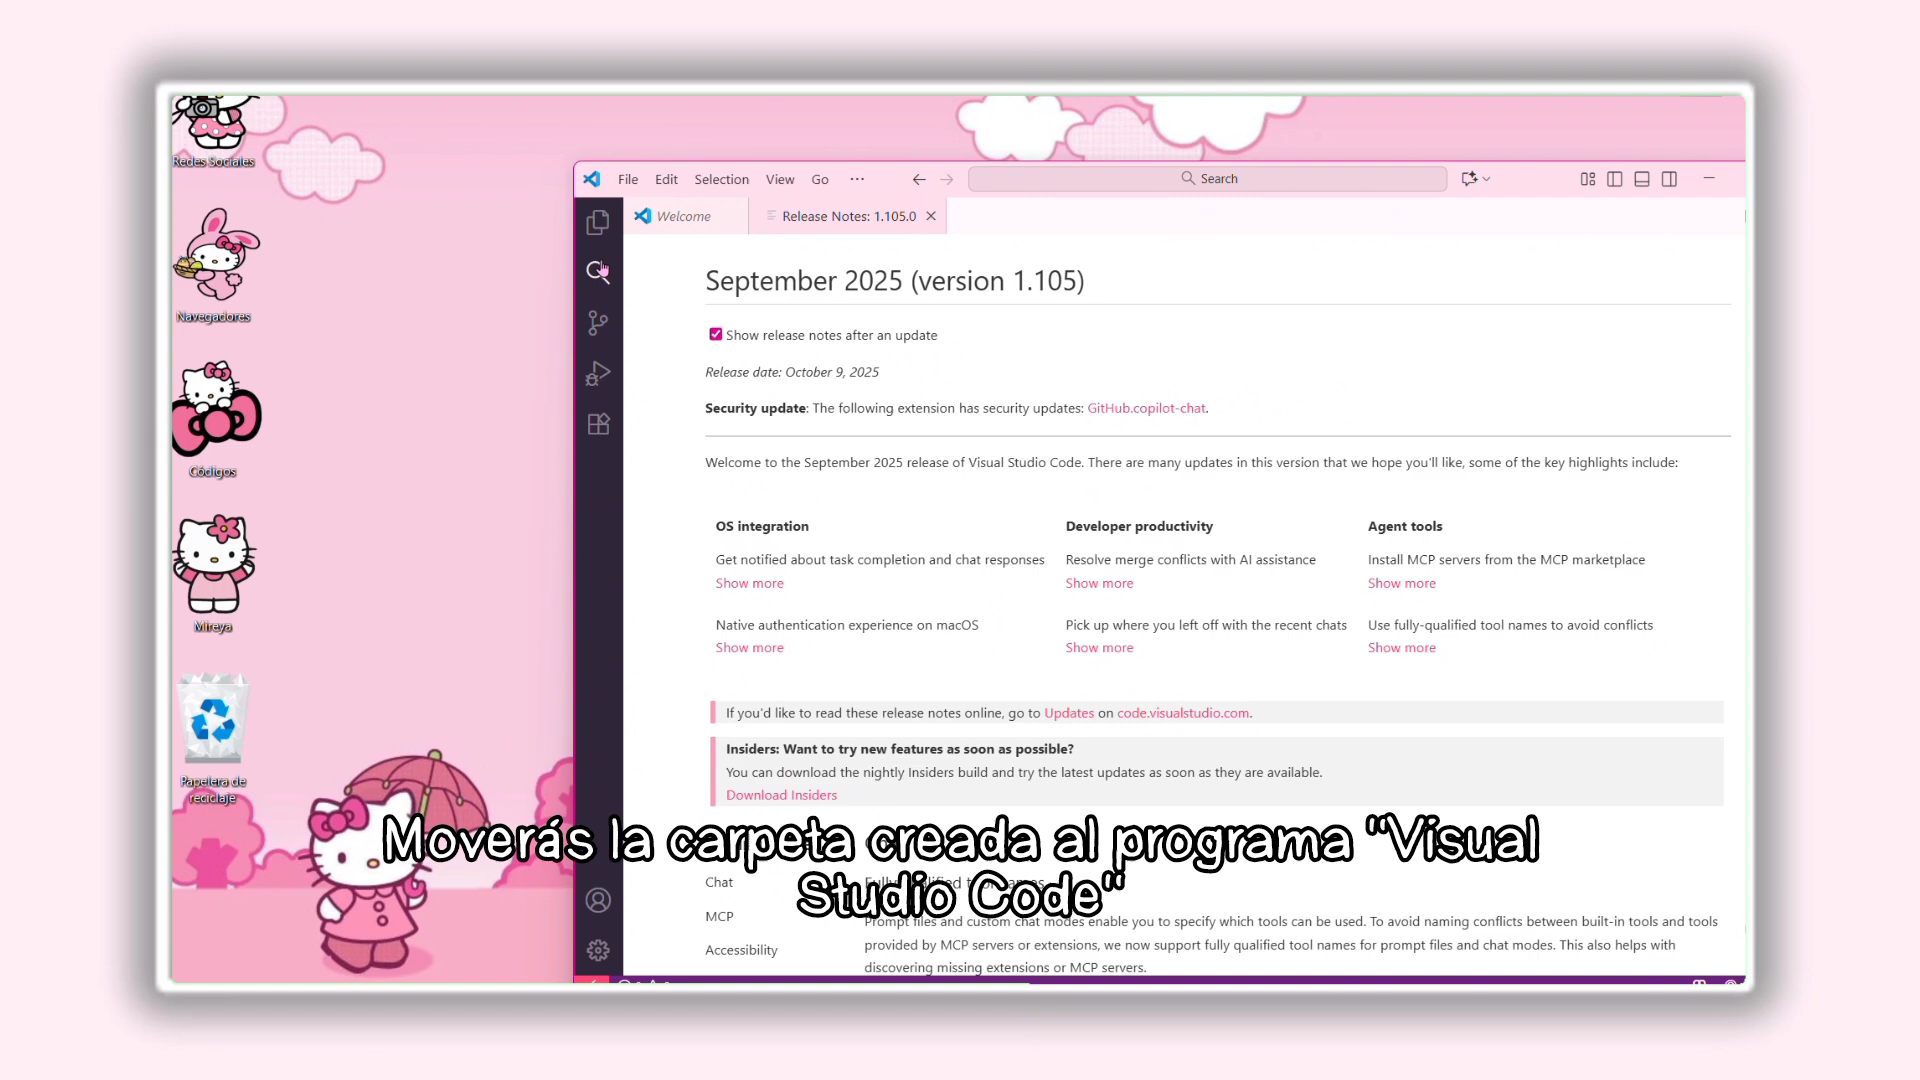 Redes Sociales
Navegadores
Códigos
Mireya
Papelera de
reciclaje
File Edit Selection View Go ···
Search
Welcome
Release Notes: 1.105.0
September 2025 (version 1.105)
Show release notes after an update
Release date: October 9, 2025
Security update: The following extension has security updates: GitHub.copilot-chat.
Welcome to the September 2025 release of Visual Studio Code. There are many updates in this version that we hope you'll like, some of the key highlights include:
OS integration
Get notified about task completion and chat responses
Show more
Native authentication experience on macOS
Show more
Developer productivity
Resolve merge conflicts with AI assistance
Show more
Pick up where you left off with the recent chats
Show more
Agent tools
Install MCP servers from the MCP marketplace
Show more
Use fully-qualified tool names to avoid conflicts
Show more
If you'd like to read these release notes online, go to Updates on code.visualstudio.com.
Insiders: Want to try new features as soon as possible?
You can download the nightly Insiders build and try the latest updates as soon as they are available.
Download Insiders
Moverás la carpeta creada al programa "Visual
Studio Code"
Chat
MCP
Accessibility
Prompt files and custom chat modes enable you to specify which tools can be used. To avoid naming conflicts between built-in tools and tools
provided by MCP servers or extensions, we now support fully qualified tool names for prompt files and chat modes. This also helps with
discovering missing extensions or MCP servers.